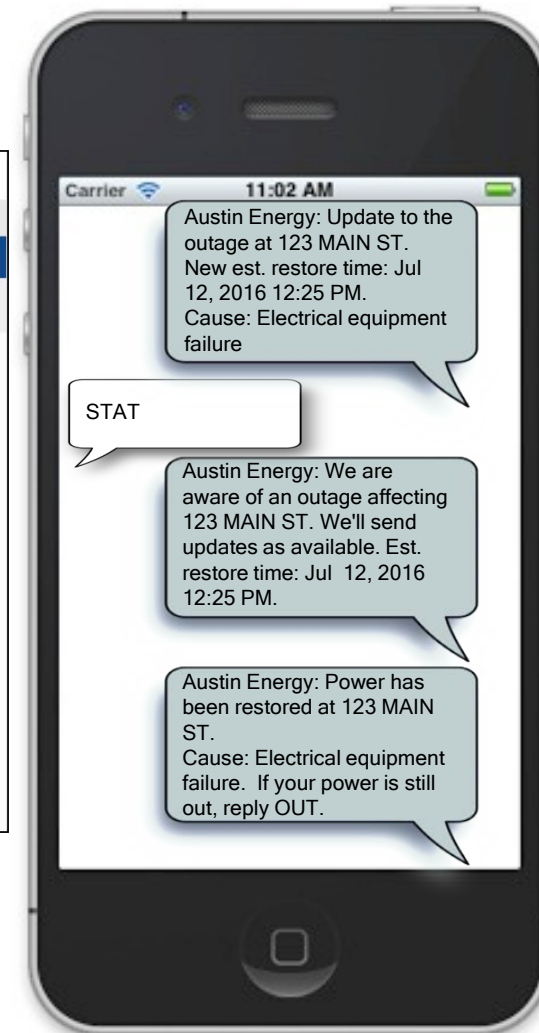 Carrier 11:02 AM
Austin Energy: Update to the
outage at 123 MAIN ST.
New est. restore time: Jul
12, 2016 12:25 PM.
Cause: Electrical equipment
failure
STAT
Austin Energy: We are
aware of an outage affecting
123 MAIN ST. We'll send
updates as available. Est.
restore time: Jul  12, 2016
12:25 PM.
Austin Energy: Power has
been restored at 123 MAIN
ST.
Cause: Electrical equipment
failure.  If your power is still
out, reply OUT.